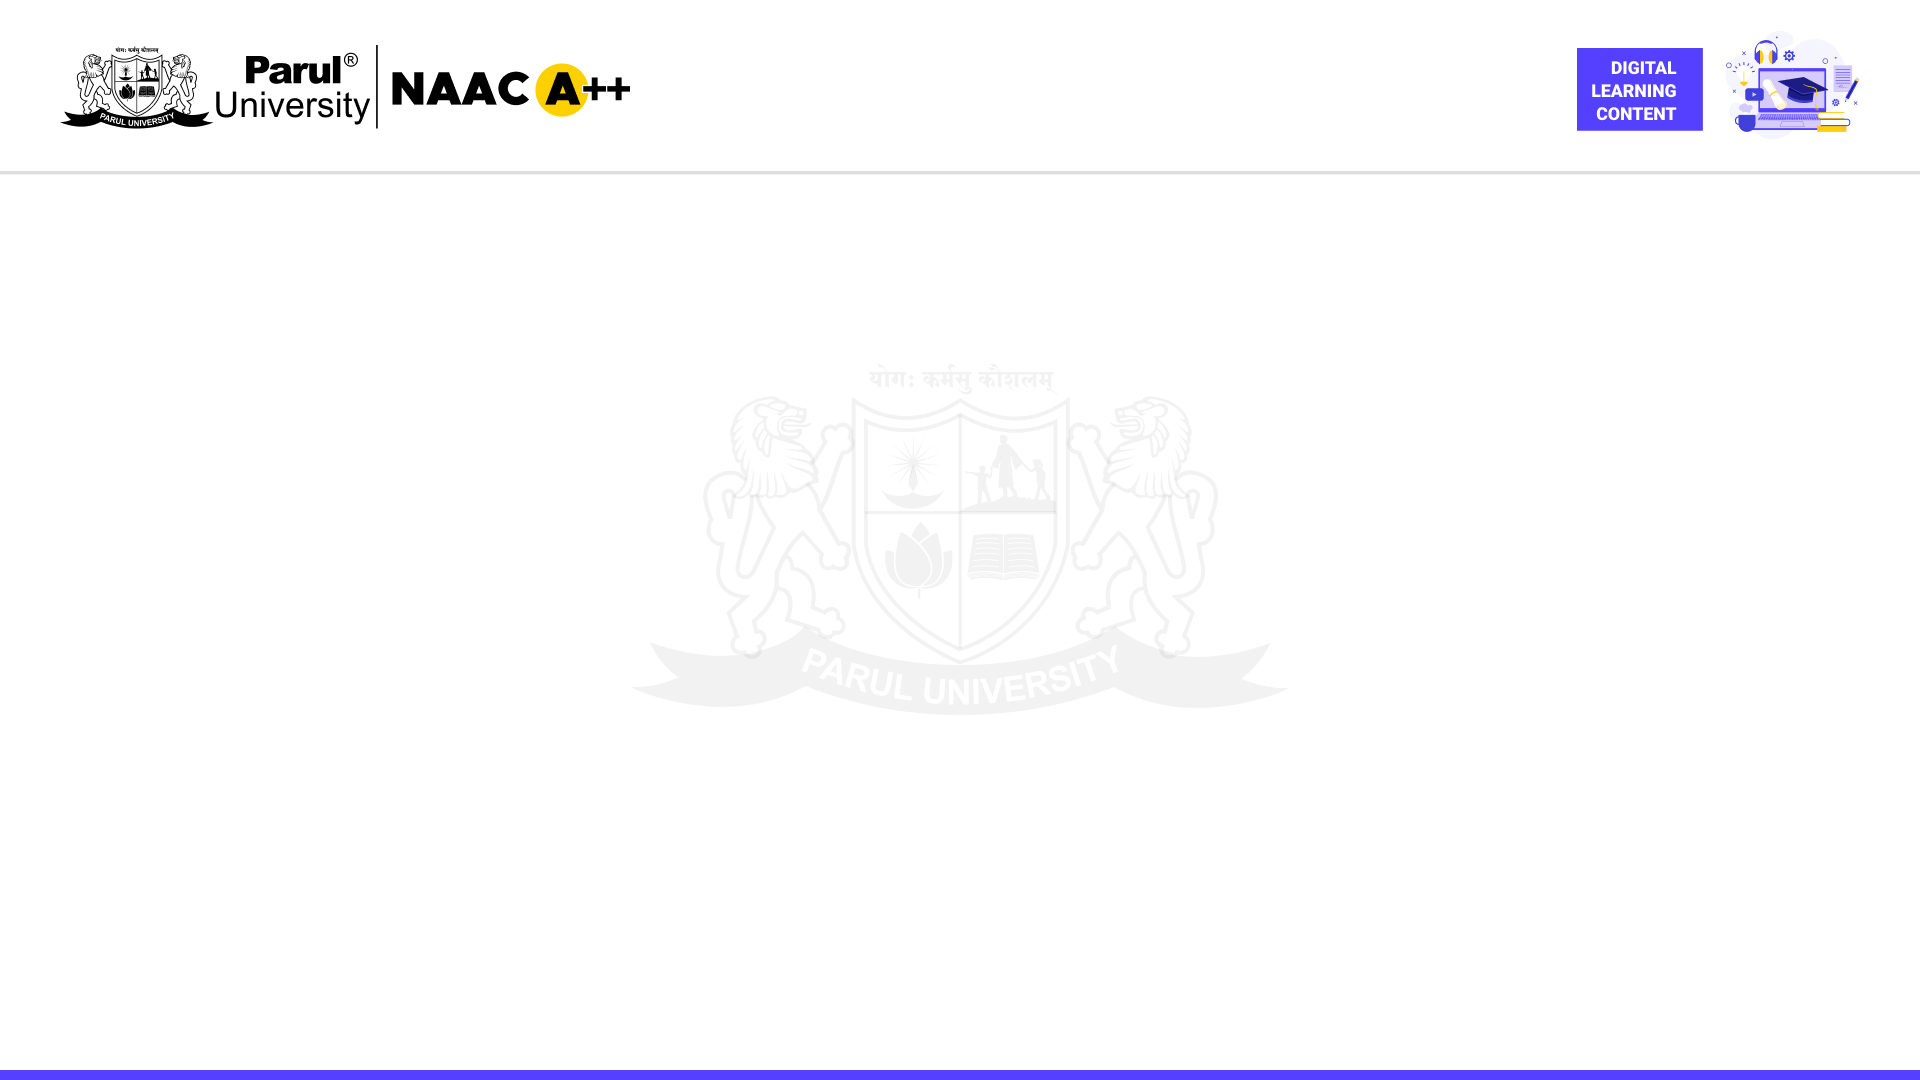 योगः कर्मसु कौशलम्
PARUL UNIVERSITY
Parul®
University
NAAC A++
DIGITAL
LEARNING
CONTENT
योगः कर्मसु कौशलम्
PARUL UNIVERSITY